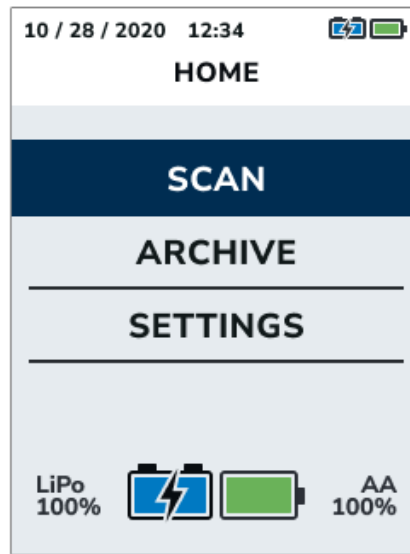 10 / 28 / 2020 12:34
HOME
SCAN
ARCHIVE
SETTINGS
LiPo
100%
AA
100%